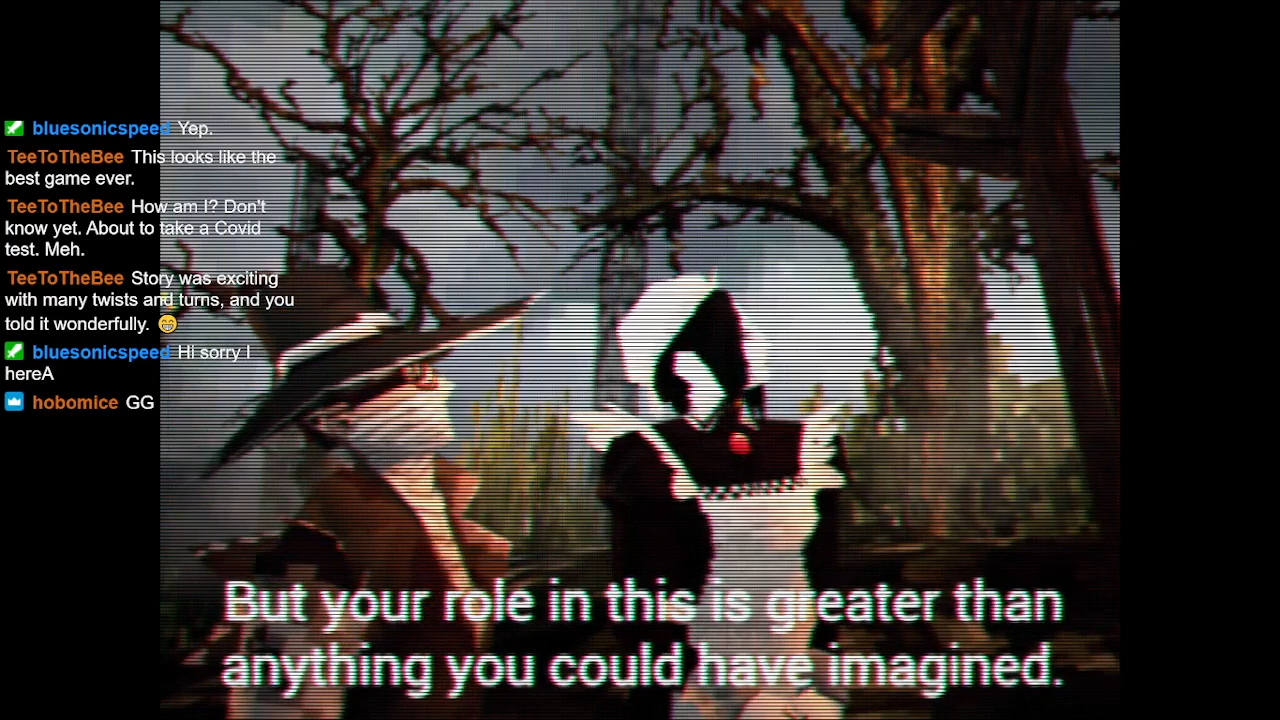 bluesonicspeed Yep.
TeeToTheBee This looks like the
best game ever.
TeeToTheBee How am I? Don't
know yet. About to take a Covid
test. Meh.
TeeToTheBee Story was exciting
with many twists and turns, and you
told it wonderfully. 😁
bluesonicspeed Hi sorry I
hereA
hobomice GG
But your role in this is greater than
anything you could have imagined.